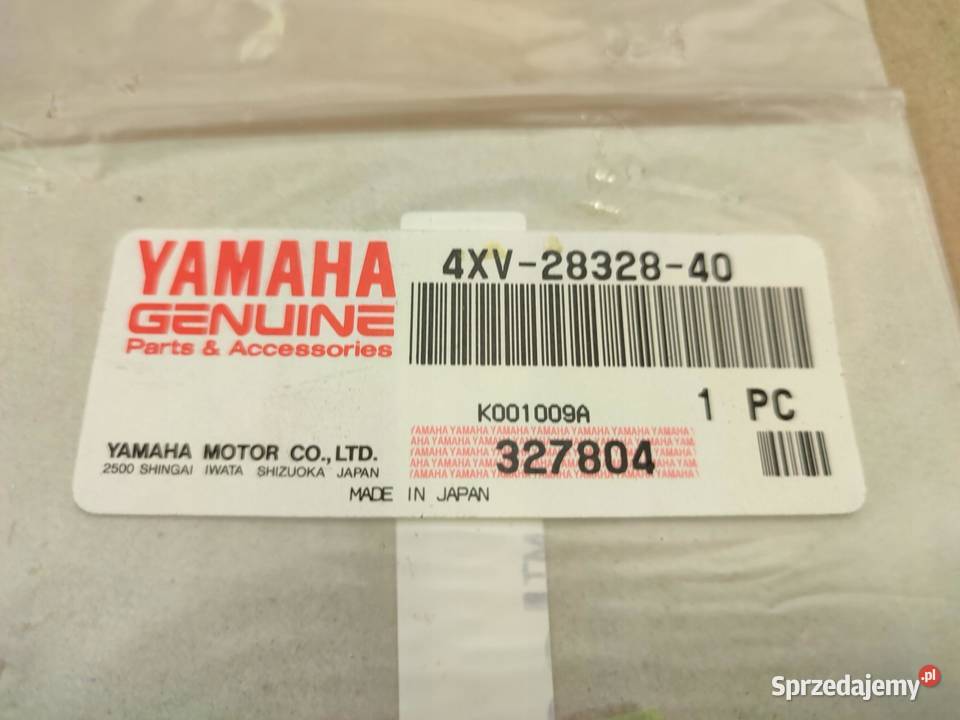 YAMAHA
GENUINE
Parts & Accessories
4XV-28328-40
K001009A
1 PC
327804
YAMAHA MOTOR CO.,LTD.
2500 SHINGAI IWATA SHIZUOKA JAPAN
MADE IN JAPAN
Sprzedajemy.pl